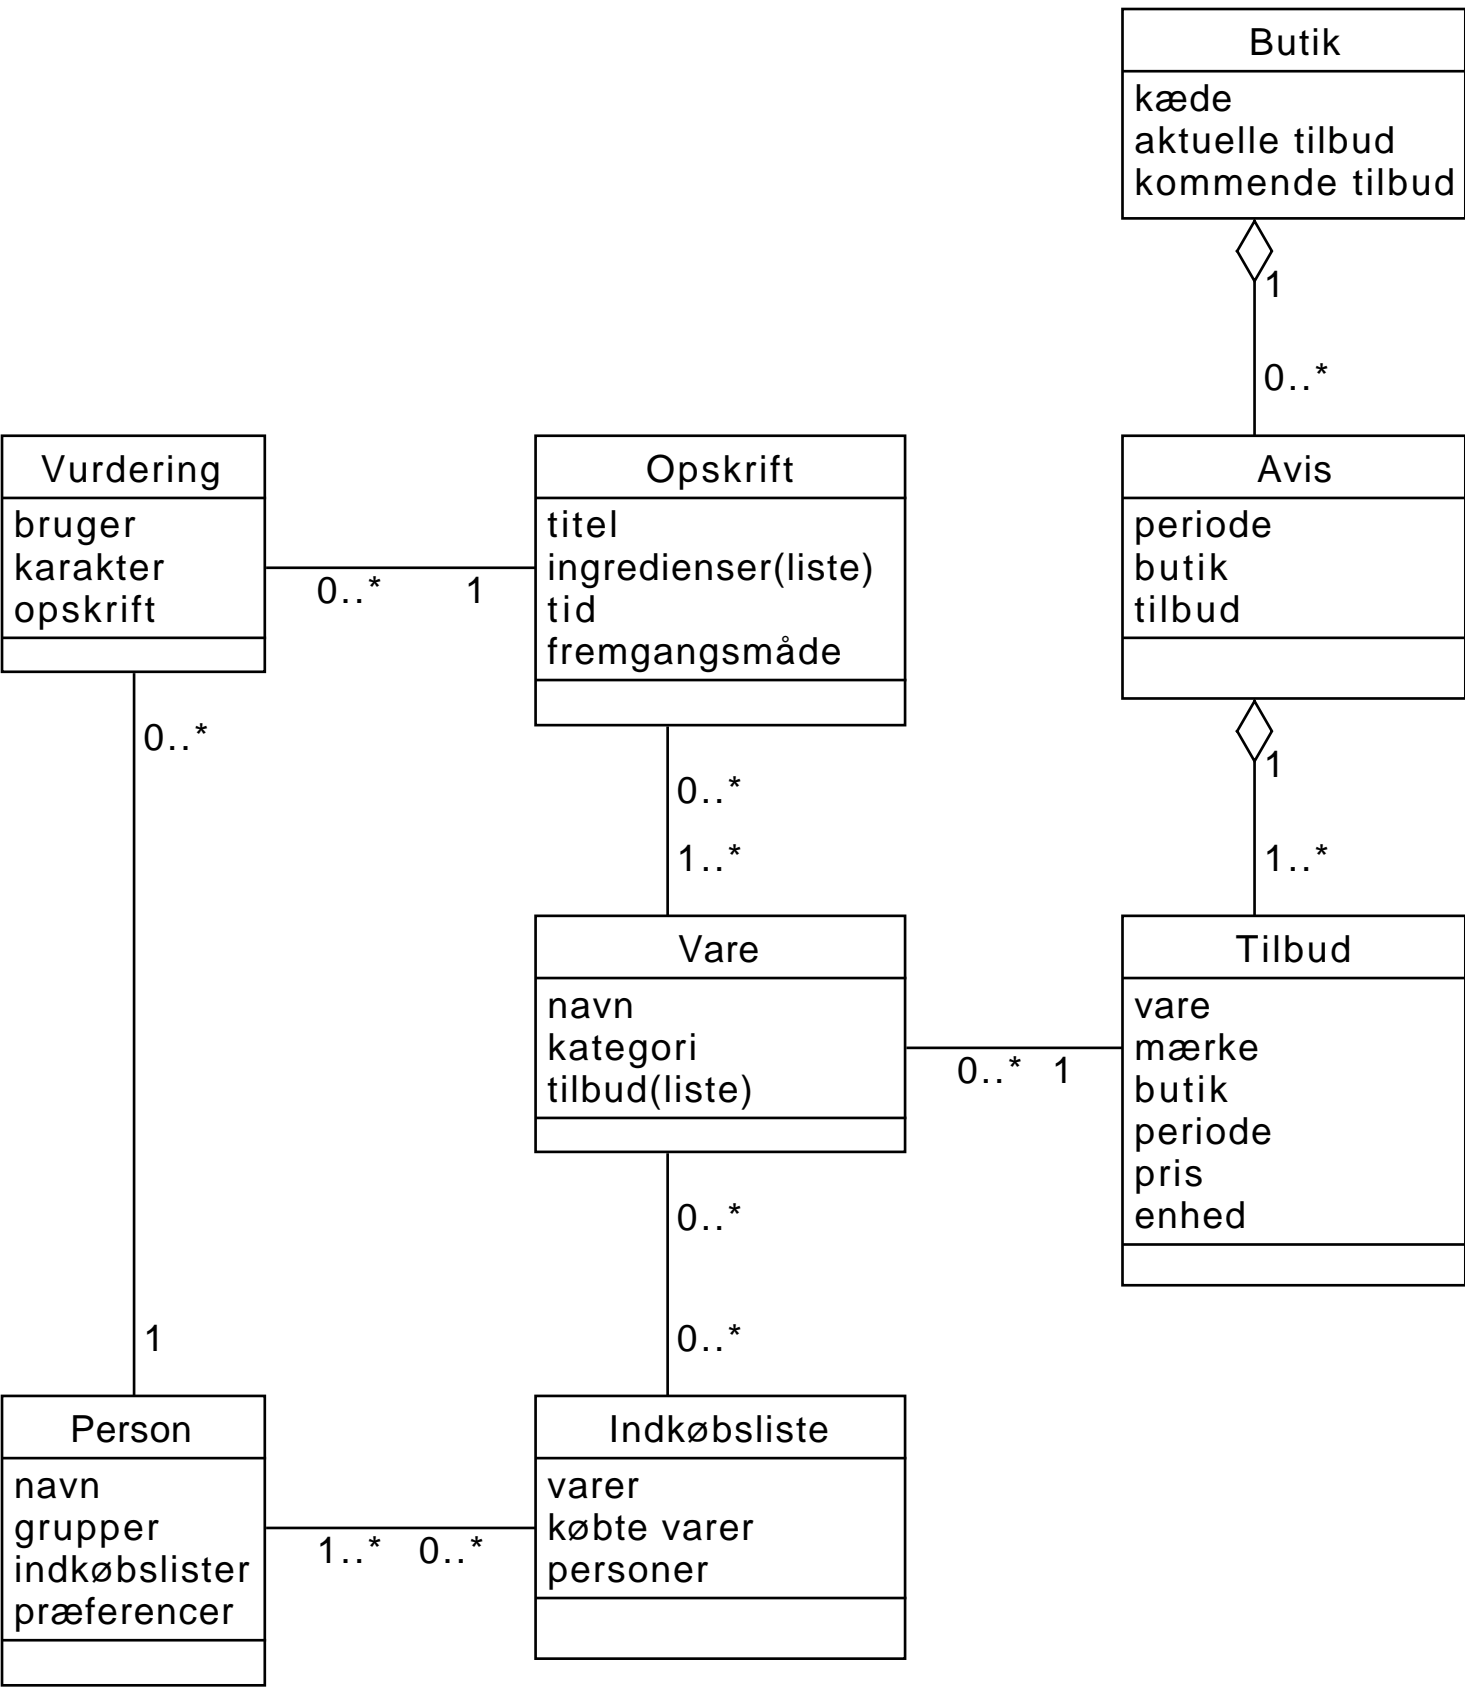 Butik
kæde
aktuelle tilbud
kommende tilbud
1
0..*
Vurdering
bruger
karakter
opskrift
0..* 1
Opskrift
titel
ingredienser(liste)
tid
fremgangsmåde
Avis
periode
butik
tilbud
0..*
0..*
1..*
1
1..*
Vare
navn
kategori
tilbud(liste)
0..* 1
Tilbud
vare
mærke
butik
periode
pris
enhed
0..*
0..*
1
Person
navn
grupper
indkøbslister
præferencer
1..* 0..*
Indkøbsliste
varer
købte varer
personer